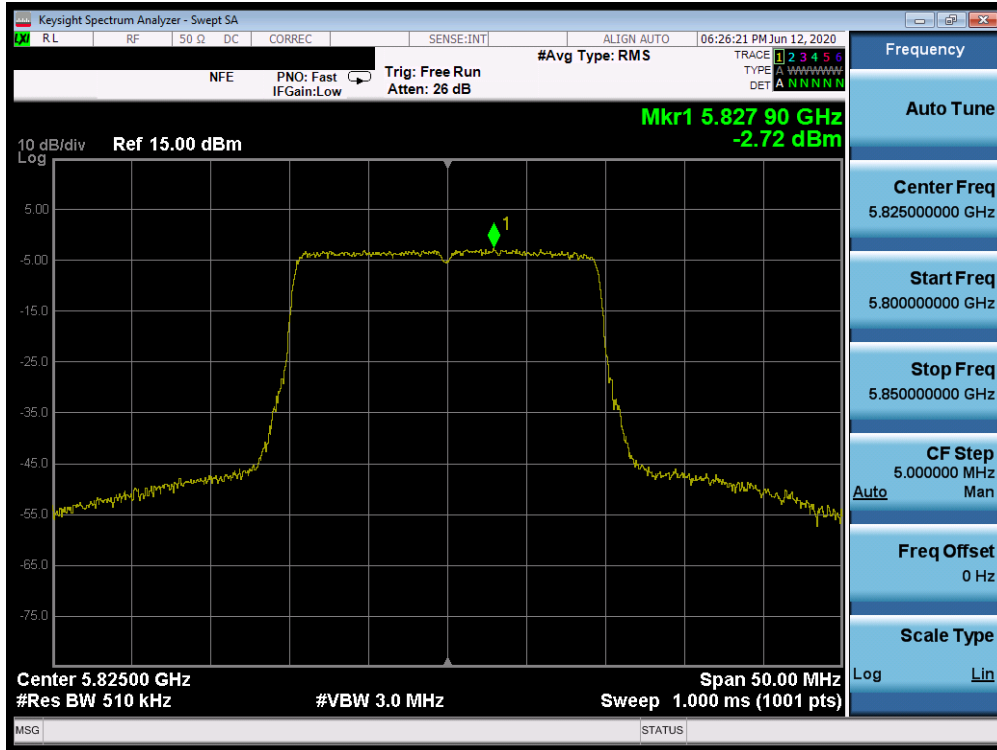 Keysight Spectrum Analyzer - Swept SA
LXI RL RF 50 Ω DC CORREC SENSE:INT ALIGN AUTO 06:26:21 PM Jun 12, 2020
#Avg Type: RMS
TRACE 1 2 3 4 5 6
NFE PNO: Fast Trig: Free Run
TYPE A WWWWW
IFGain:Low Atten: 26 dB
DET A N N N N N
Mkr1 5.827 90 GHz
-2.72 dBm
10 dB/div Ref 15.00 dBm
Log
1
5.00
-5.00
-15.0
-25.0
-35.0
-45.0
-55.0
-65.0
-75.0
Center 5.82500 GHz Span 50.00 MHz
#Res BW 510 kHz #VBW 3.0 MHz Sweep 1.000 ms (1001 pts)
MSG STATUS
Frequency
Auto Tune
Center Freq
5.825000000 GHz
Start Freq
5.800000000 GHz
Stop Freq
5.850000000 GHz
CF Step
5.000000 MHz
Auto Man
Freq Offset
0 Hz
Scale Type
Log Lin